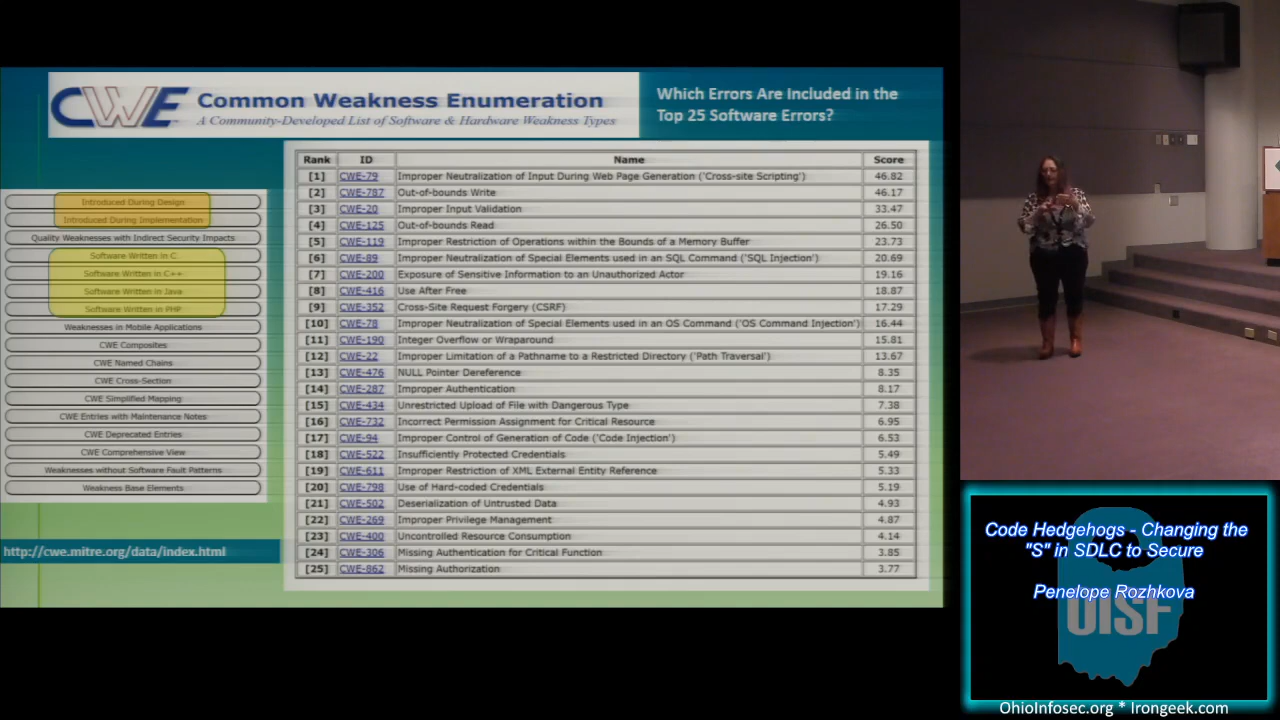 CWE Common Weakness Enumeration
A Community-Developed List of Software & Hardware Weakness Types
Which Errors Are Included in the
Top 25 Software Errors?
Introduced During Design
Introduced During Implementation
Quality Weaknesses with Indirect Security Impacts
Software Written in C
Software Written in C++
Software Written in Java
Software Written in PHP
Weaknesses in Mobile Applications
CWE Composites
CWE Named Chains
CWE Cross-Section
CWE Simplified Mapping
CWE Entries with Maintenance Notes
CWE Deprecated Entries
CWE Comprehensive View
Weaknesses without Software Fault Patterns
Weakness Base Elements
http://cwe.mitre.org/data/index.html
Rank ID Name Score
[1] CWE-79 Improper Neutralization of Input During Web Page Generation ('Cross-site Scripting') 46.82
[2] CWE-787 Out-of-bounds Write 46.17
[3] CWE-20 Improper Input Validation 33.47
[4] CWE-125 Out-of-bounds Read 26.50
[5] CWE-119 Improper Restriction of Operations within the Bounds of a Memory Buffer 23.73
[6] CWE-89 Improper Neutralization of Special Elements used in an SQL Command ('SQL Injection') 20.69
[7] CWE-200 Exposure of Sensitive Information to an Unauthorized Actor 19.16
[8] CWE-416 Use After Free 18.87
[9] CWE-352 Cross-Site Request Forgery (CSRF) 17.29
[10] CWE-78 Improper Neutralization of Special Elements used in an OS Command ('OS Command Injection') 16.44
[11] CWE-190 Integer Overflow or Wraparound 15.81
[12] CWE-22 Improper Limitation of a Pathname to a Restricted Directory ('Path Traversal') 13.67
[13] CWE-476 NULL Pointer Dereference 8.35
[14] CWE-287 Improper Authentication 8.17
[15] CWE-434 Unrestricted Upload of File with Dangerous Type 7.38
[16] CWE-732 Incorrect Permission Assignment for Critical Resource 6.95
[17] CWE-94 Improper Control of Generation of Code ('Code Injection') 6.53
[18] CWE-522 Insufficiently Protected Credentials 5.49
[19] CWE-611 Improper Restriction of XML External Entity Reference 5.33
[20] CWE-798 Use of Hard-coded Credentials 5.19
[21] CWE-502 Deserialization of Untrusted Data 4.93
[22] CWE-269 Improper Privilege Management 4.87
[23] CWE-400 Uncontrolled Resource Consumption 4.14
[24] CWE-306 Missing Authentication for Critical Function 3.85
[25] CWE-862 Missing Authorization 3.77
Code Hedgehogs - Changing the
"S" in SDLC to Secure
Penelope Rozhkova
OISF
OhioInfosec.org * Irongeek.com